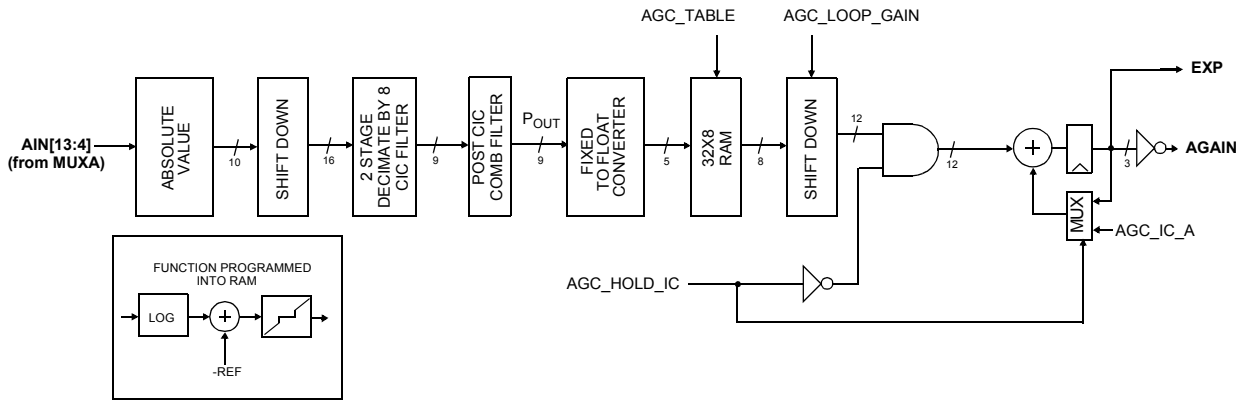 AGC_TABLE
AGC_LOOP_GAIN
EXP
AIN[13:4]
(from MUXA)
ABSOLUTE
VALUE
10
SHIFT DOWN
16
2 STAGE
DECIMATE BY 8
CIC FILTER
9
POST CIC
COMB FILTER
POUT
9
FIXED
TO FLOAT
CONVERTER
5
32X8
RAM
8
SHIFT DOWN
12
12
+
3
AGAIN
MUX
AGC_IC_A
AGC_HOLD_IC
FUNCTION PROGRAMMED
INTO RAM
LOG
+
-REF